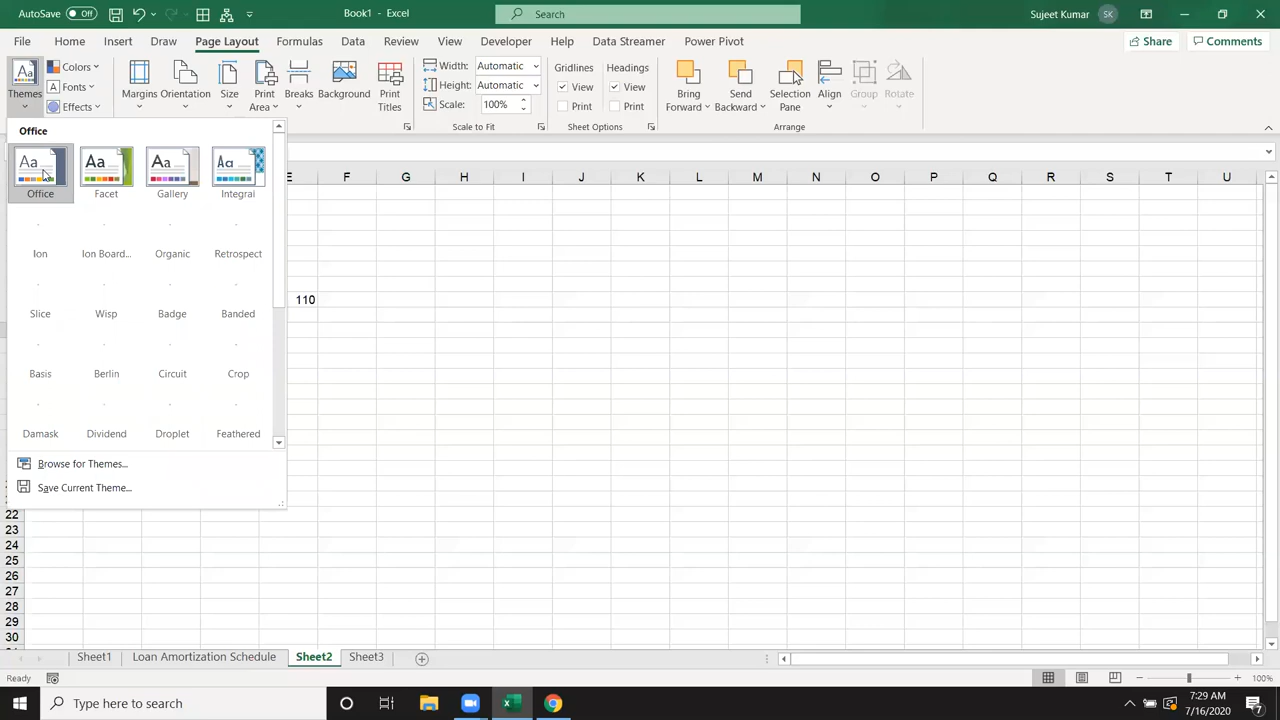 AutoSave Off Book1 - Excel Search Sujeet Kumar SK
File Home Insert Draw Page Layout Formulas Data Review View Developer Help Data Streamer Power Pivot Share Comments
Themes Colors Fonts Effects Margins Orientation Size Print Area Breaks Background Print Titles Width: Automatic Height: Automatic Scale: 100% Gridlines View Print Headings View Print Bring Forward Send Backward Selection Pane Align Group Rotate
Scale to Fit Sheet Options Arrange
Office
Aa Aa Aa Aa
Office Facet Gallery Integral
Ion Ion Board... Organic Retrospect
Slice Wisp Badge Banded
Basis Berlin Circuit Crop
Damask Dividend Droplet Feathered
Browse for Themes...
Save Current Theme...
E F G H I J K L M N O P Q R S T U
110
22
23
24
25
26
27
28
29
30
Sheet1 Loan Amortization Schedule Sheet2 Sheet3
Ready 100%
Type here to search 7:29 AM
7/16/2020 7